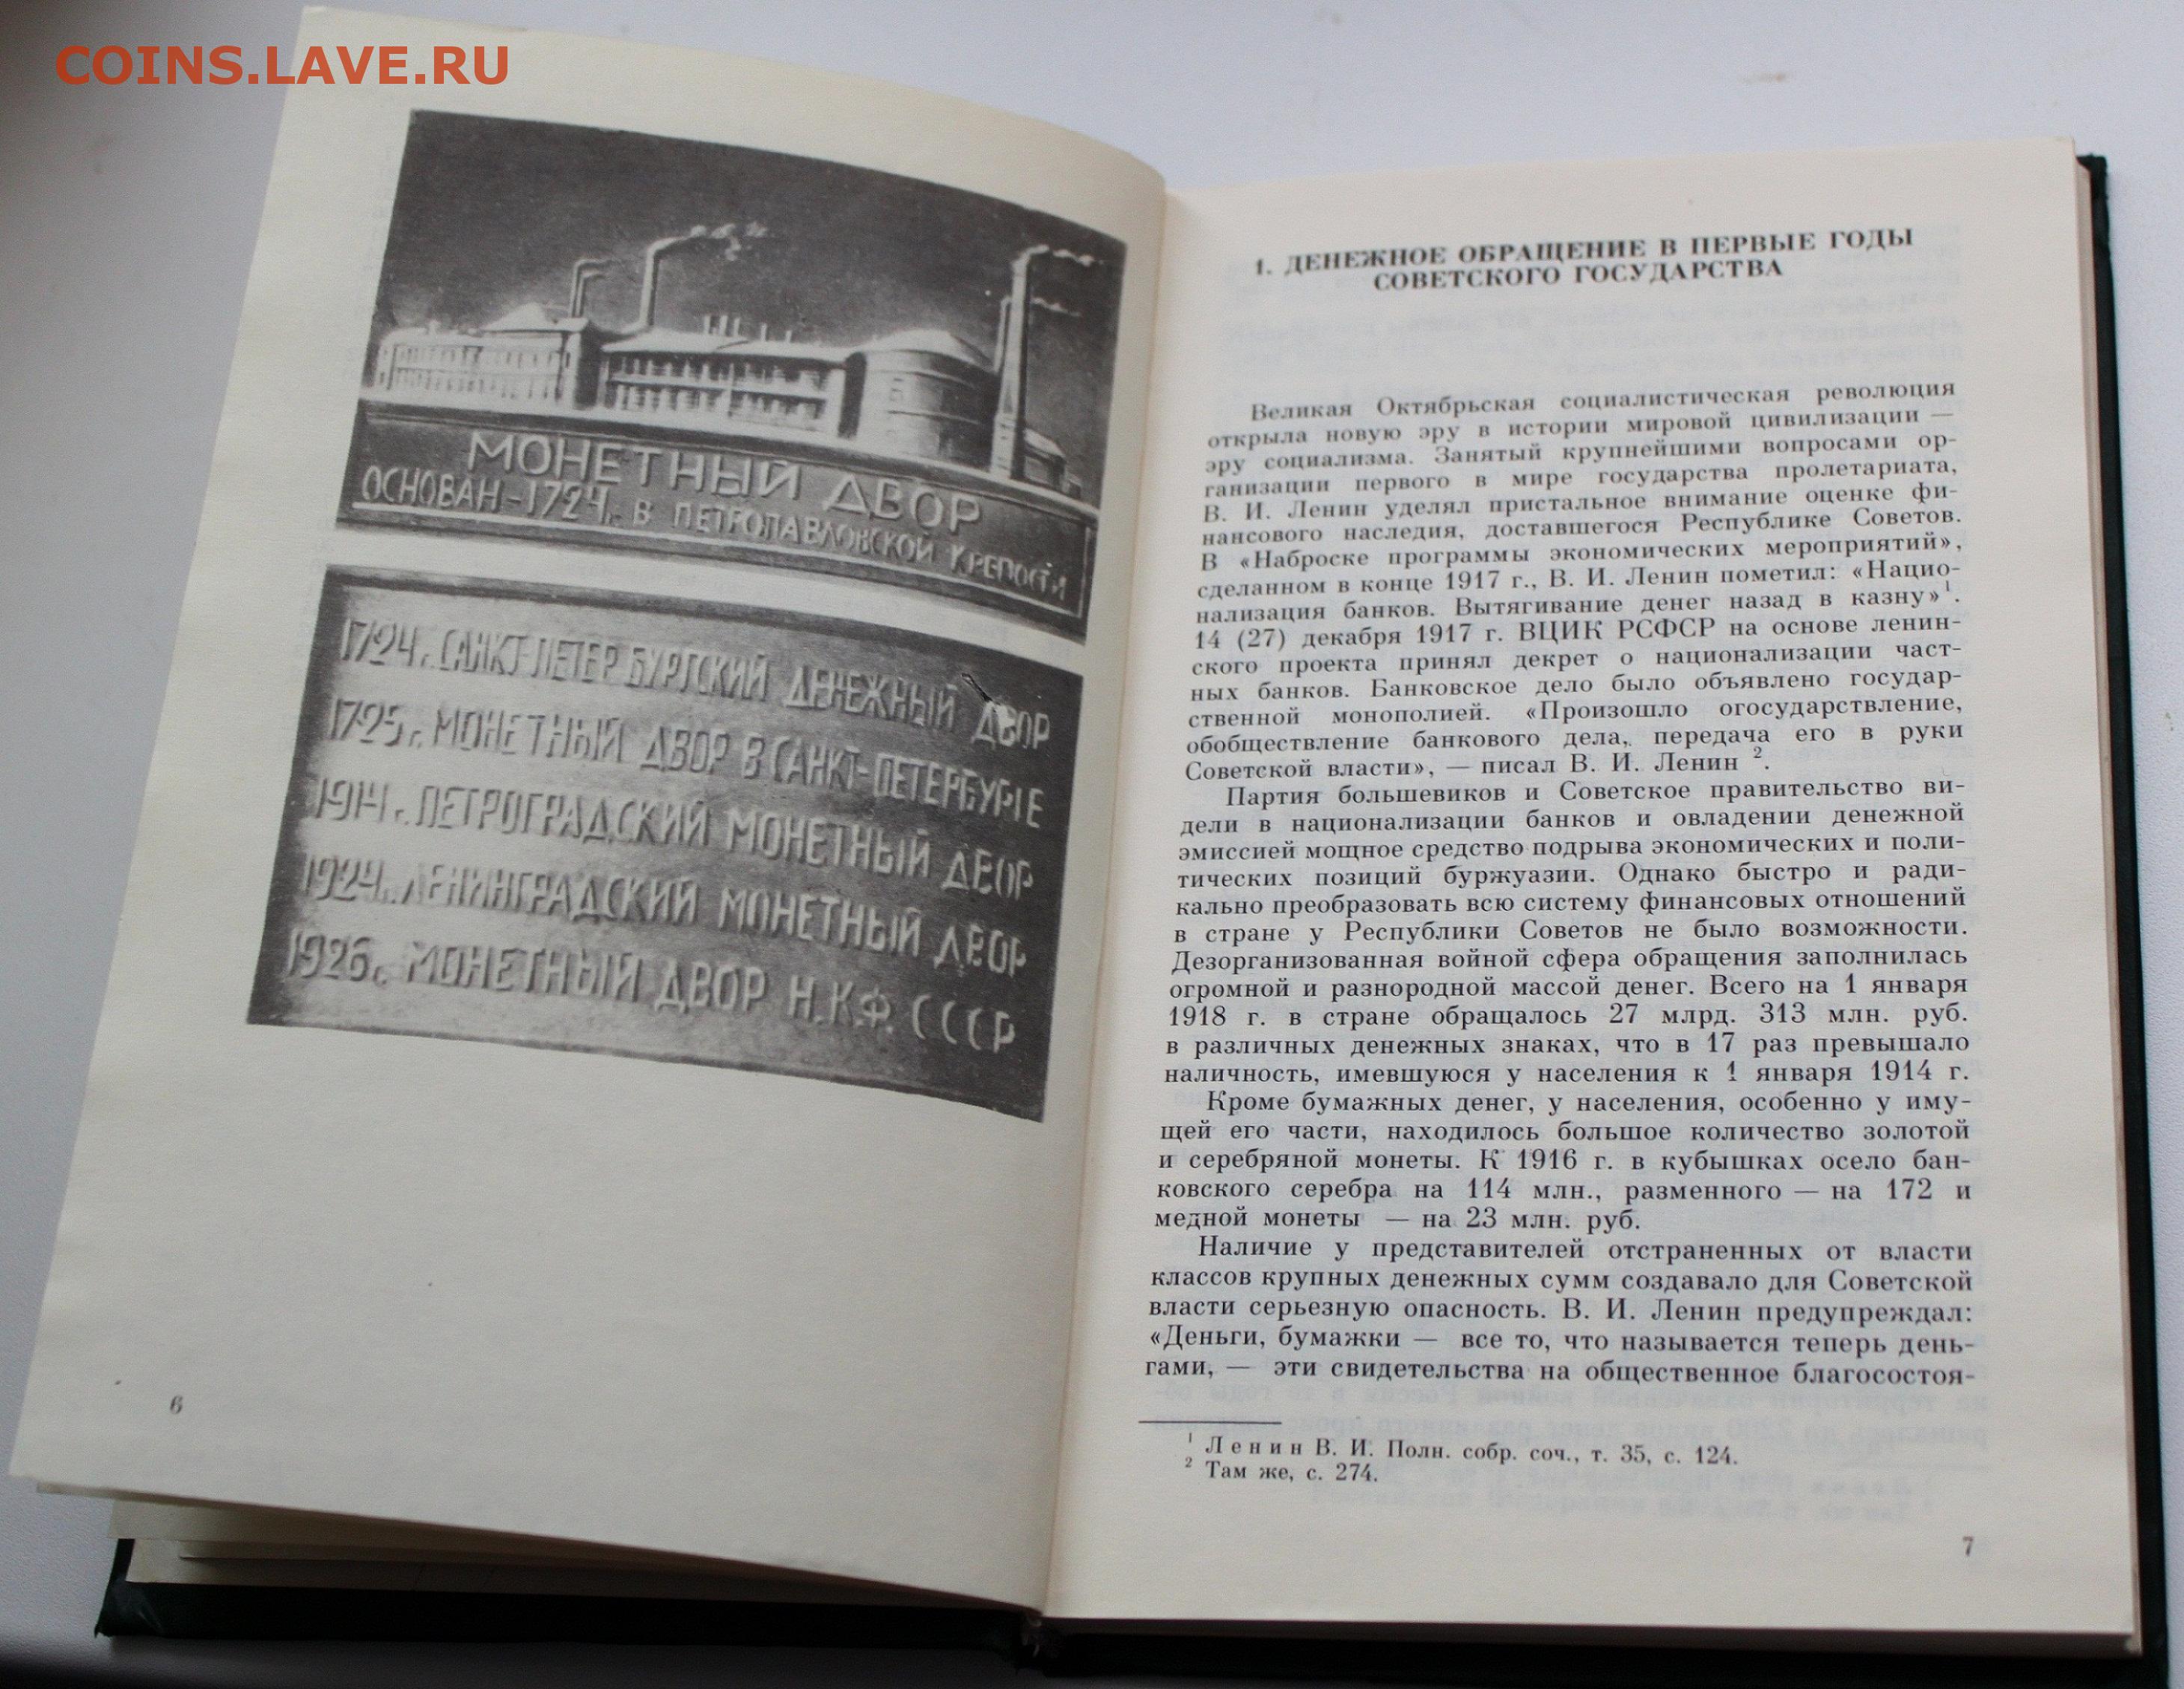 COINS.LAVE.RU
МОНЕТНЫЙ ДВОР
ОСНОВАН-1724г. В ПЕТРОПАВЛОВСКОЙ КРЕПОСТИ
1724г. САНКТ-ПЕТЕРБУРГСКИЙ ДЕНЕЖНЫЙ ДВОР
1725г. МОНЕТНЫЙ ДВОР В САНКТ-ПЕТЕРБУРГЕ
1914г. ПЕТРОГРАДСКИЙ МОНЕТНЫЙ ДВОР
1924г. ЛЕНИНГРАДСКИЙ МОНЕТНЫЙ ДВОР
1926г. МОНЕТНЫЙ ДВОР Н.К.Ф. СССР
6
1. ДЕНЕЖНОЕ ОБРАЩЕНИЕ В ПЕРВЫЕ ГОДЫ
СОВЕТСКОГО ГОСУДАРСТВА
Великая Октябрьская социалистическая революция
открыла новую эру в истории мировой цивилизации —
эру социализма. Занятый крупнейшими вопросами ор-
ганизации первого в мире государства пролетариата,
В. И. Ленин уделял пристальное внимание оценке фи-
нансового наследия, доставшегося Республике Советов.
В «Наброске программы экономических мероприятий»,
сделанном в конце 1917 г., В. И. Ленин пометил: «Нацио-
нализация банков. Вытягивание денег назад в казну»¹.
14 (27) декабря 1917 г. ВЦИК РСФСР на основе ленин-
ского проекта принял декрет о национализации част-
ных банков. Банковское дело было объявлено государ-
ственной монополией. «Произошло огосударствление,
обобществление банкового дела, передача его в руки
Советской власти», — писал В. И. Ленин ².
Партия большевиков и Советское правительство ви-
дели в национализации банков и овладении денежной
эмиссией мощное средство подрыва экономических и поли-
тических позиций буржуазии. Однако быстро и ради-
кально преобразовать всю систему финансовых отношений
в стране у Республики Советов не было возможности.
Дезорганизованная войной сфера обращения заполнилась
огромной и разнородной массой денег. Всего на 1 января
1918 г. в стране обращалось 27 млрд. 313 млн. руб.
в различных денежных знаках, что в 17 раз превышало
наличность, имевшуюся у населения к 1 января 1914 г.
Кроме бумажных денег, у населения, особенно у иму-
щей его части, находилось большое количество золотой
и серебряной монеты. К 1916 г. в кубышках осело бан-
ковского серебра на 114 млн., разменного — на 172 и
медной монеты — на 23 млн. руб.
Наличие у представителей отстраненных от власти
классов крупных денежных сумм создавало для Советской
власти серьезную опасность. В. И. Ленин предупреждал:
«Деньги, бумажки — все то, что называется теперь день-
гами, — эти свидетельства на общественное благосостоя-
¹ Ленин В. И. Полн. собр. соч., т. 35, с. 124.
² Там же, с. 274.
7